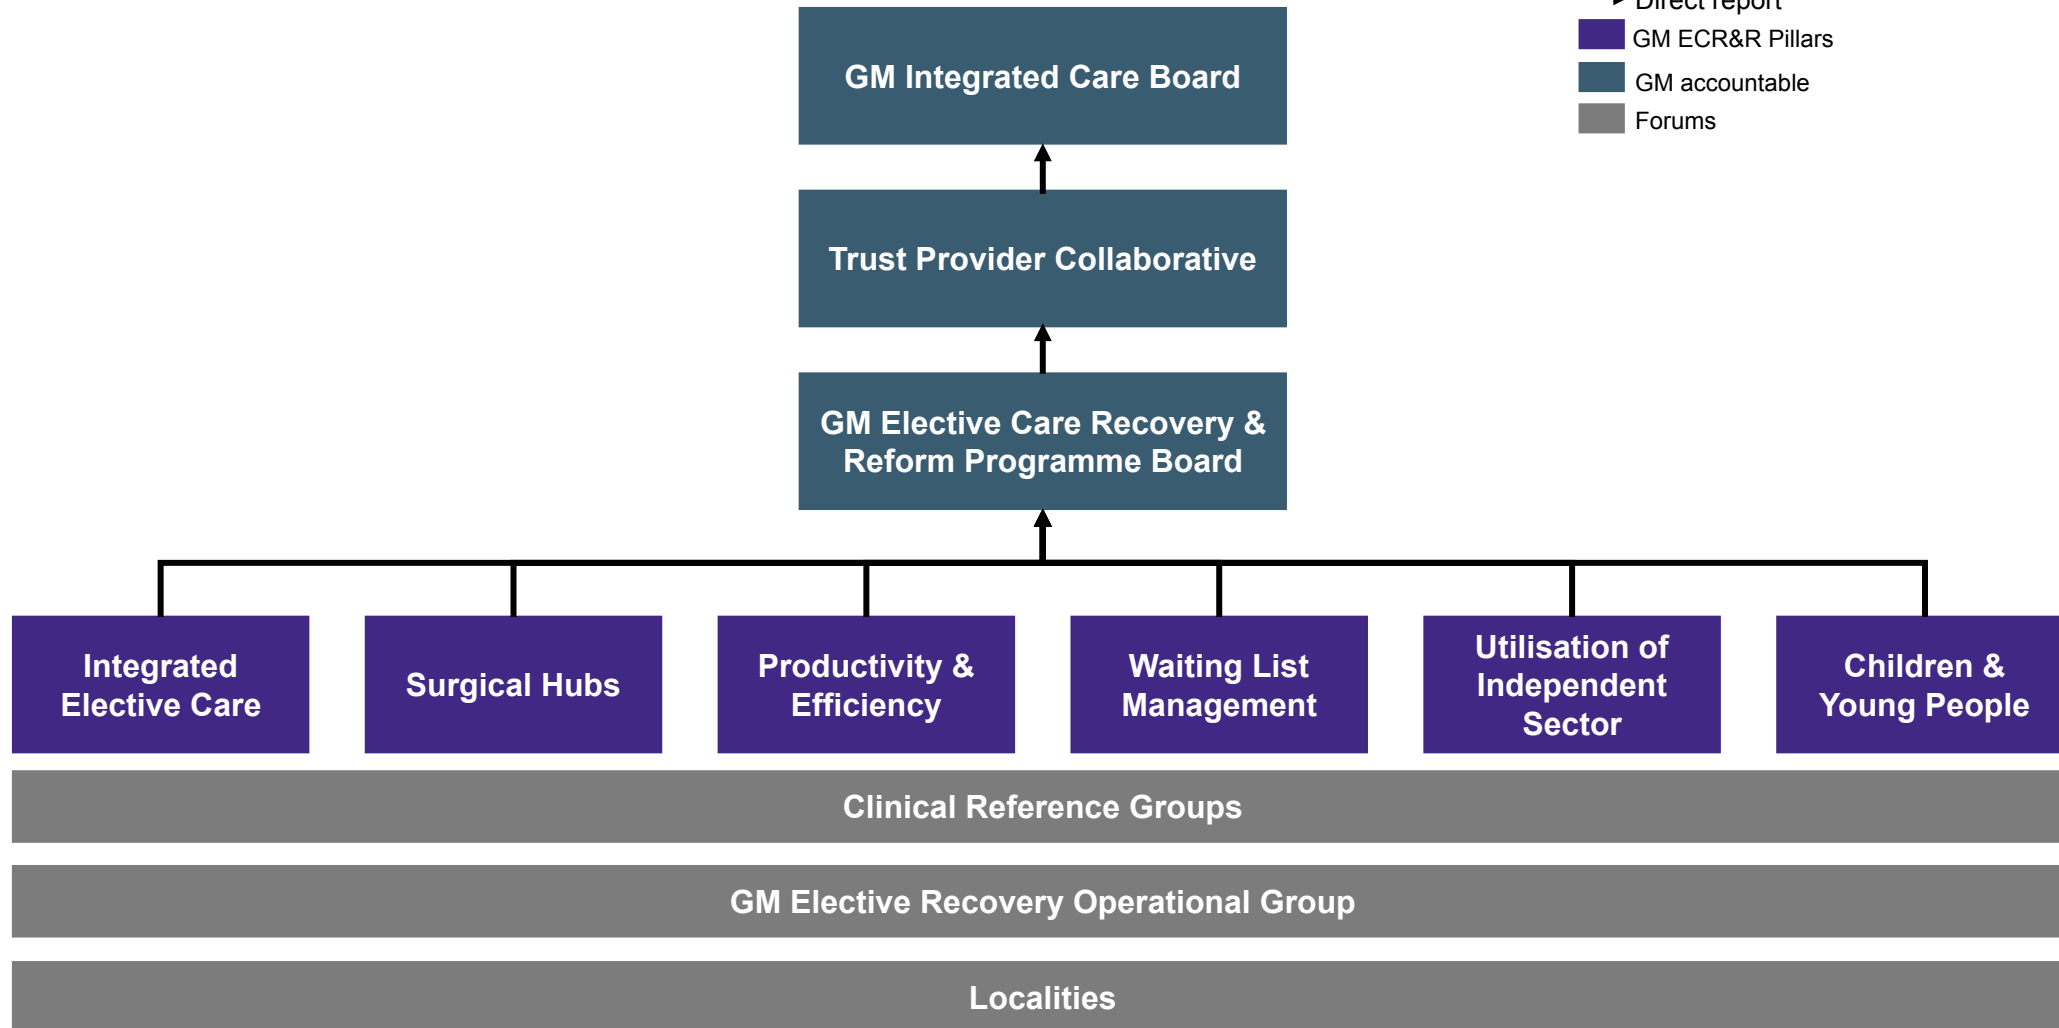 Direct report
GM ECR&R Pillars
GM accountable
Forums
GM Integrated Care Board
Trust Provider Collaborative
GM Elective Care Recovery &
Reform Programme Board
Integrated
Elective Care
Surgical Hubs
Productivity &
Efficiency
Waiting List
Management
Utilisation of
Independent
Sector
Children &
Young People
Clinical Reference Groups
GM Elective Recovery Operational Group
Localities